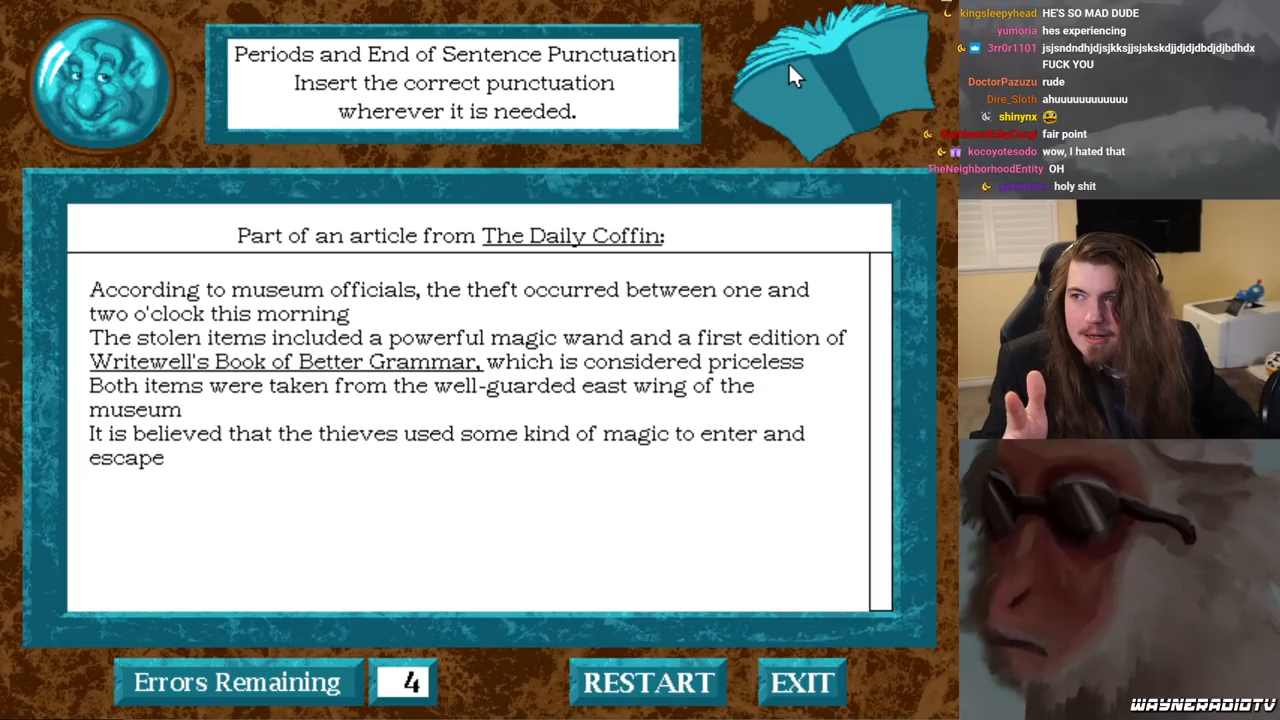 Periods and End of Sentence Punctuation
Insert the correct punctuation
wherever it is needed.
Part of an article from The Daily Coffin:
According to museum officials, the theft occurred between one and
two o'clock this morning
The stolen items included a powerful magic wand and a first edition of
Writewell's Book of Better Grammar, which is considered priceless
Both items were taken from the well-guarded east wing of the
museum
It is believed that the thieves used some kind of magic to enter and
escape
Errors Remaining 4 RESTART EXIT
kingsleepyhead HE'S SO MAD DUDE
yumoria hes experiencing
3rr0r1101 jsjsndndhjdjsjkksjjsjskskdjjdjdjdbdjdjbdhdx
FUCK YOU
DoctorPazuzu rude
Dire_Sloth ahuuuuuuuuuuu
shinynx
fair point
kocoyotesodo wow, I hated that
TheNeighborhoodEntity OH
holy shit
WAYNERADIOTV